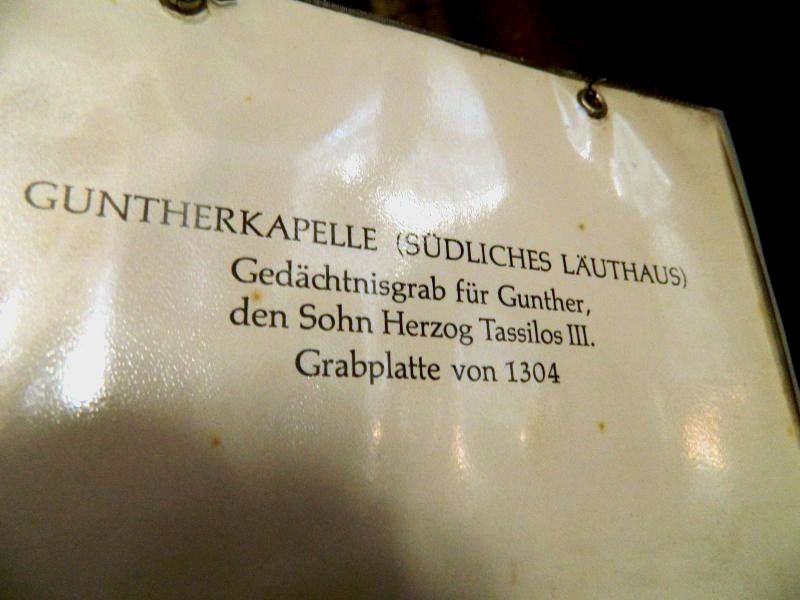 GUNTHERKAPELLE (SÜDLICHES LÄUTHAUS)
Gedächtnisgrab für Gunther,
den Sohn Herzog Tassilos III.
Grabplatte von 1304